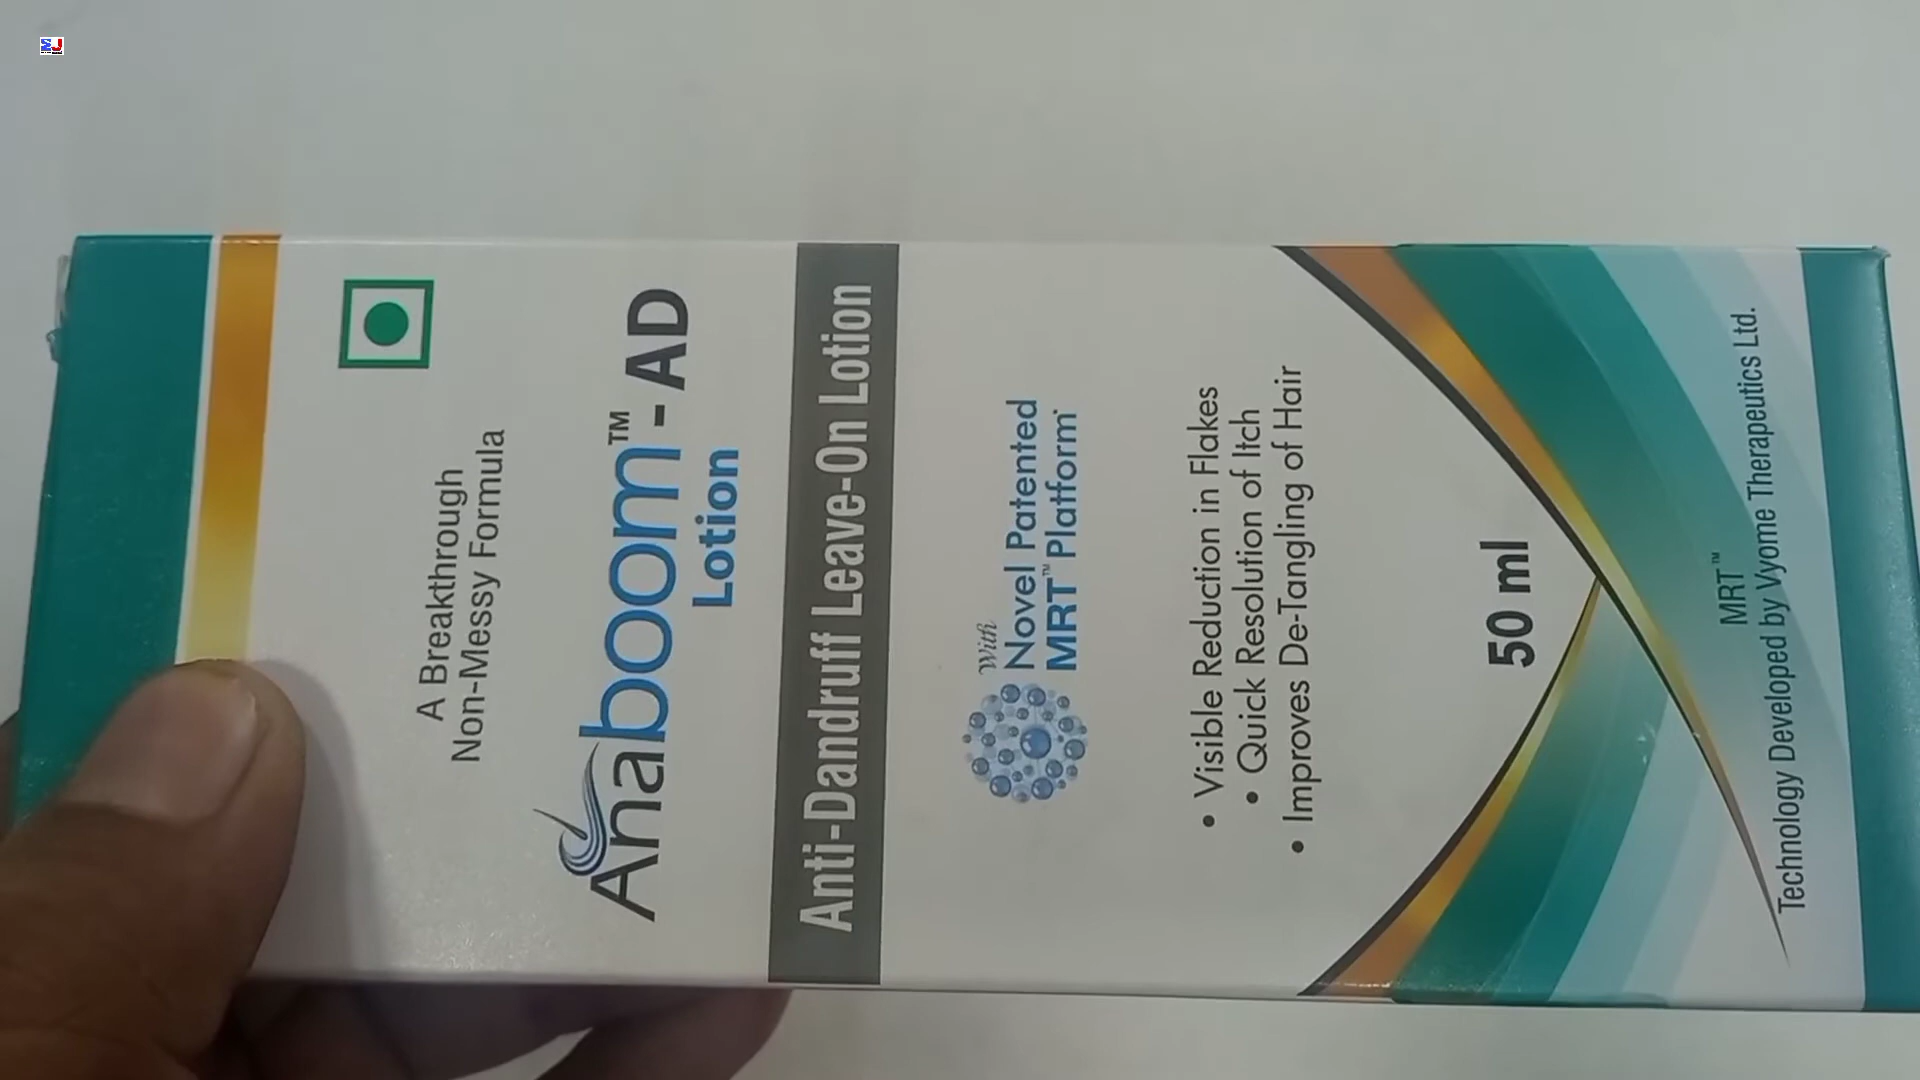 MJ
A Breakthrough
Non-Messy Formula
Anaboom™-AD
Lotion
Anti-Dandruff Leave-On Lotion
With
Novel Patented
MRT™ Platform
• Visible Reduction in Flakes
• Quick Resolution of Itch
• Improves De-Tangling of Hair
50 ml
MRT™
Technology Developed by Vyome Therapeutics Ltd.